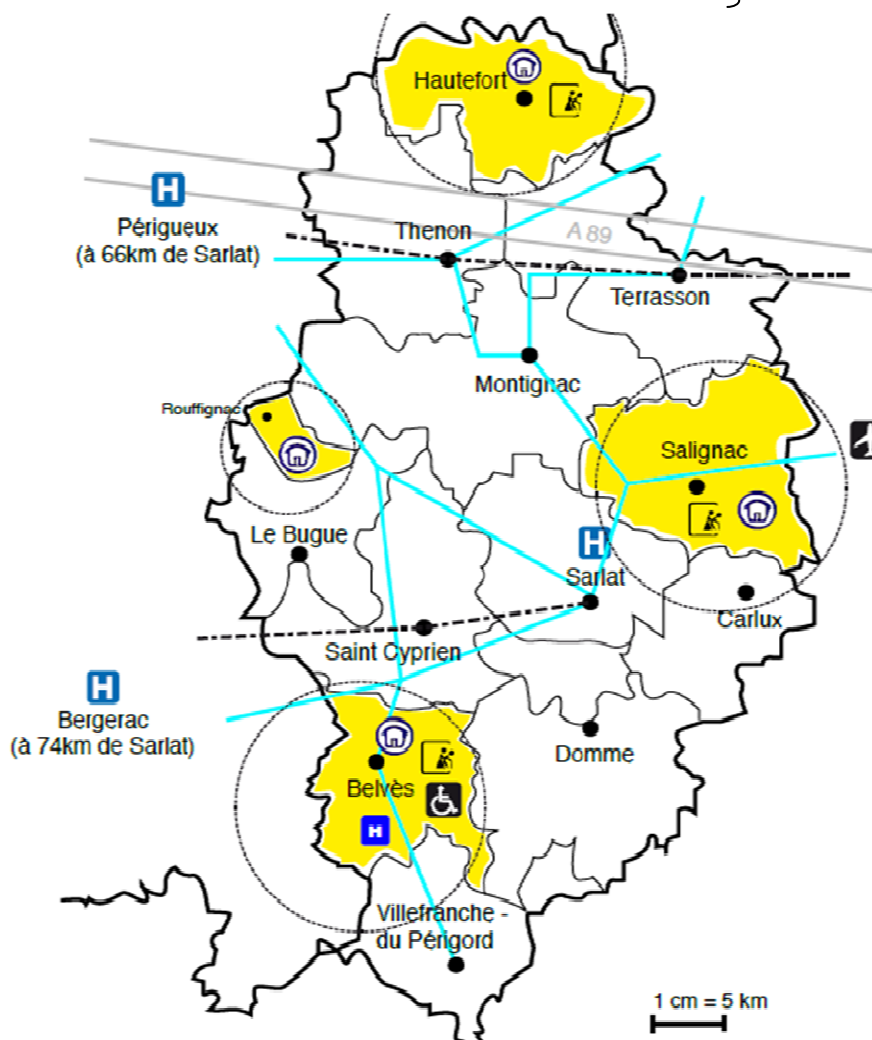 Hautefort
H
Périgueux
(à 66km de Sarlat)
Thenon
A 89
Terrasson
Montignac
Rouffignac
Salignac
Le Bugue
H
Sarlat
Carlux
Saint Cyprien
H
Bergerac
(à 74km de Sarlat)
Domme
Belvès
H
Villefranche -
du Périgord
1 cm = 5 km